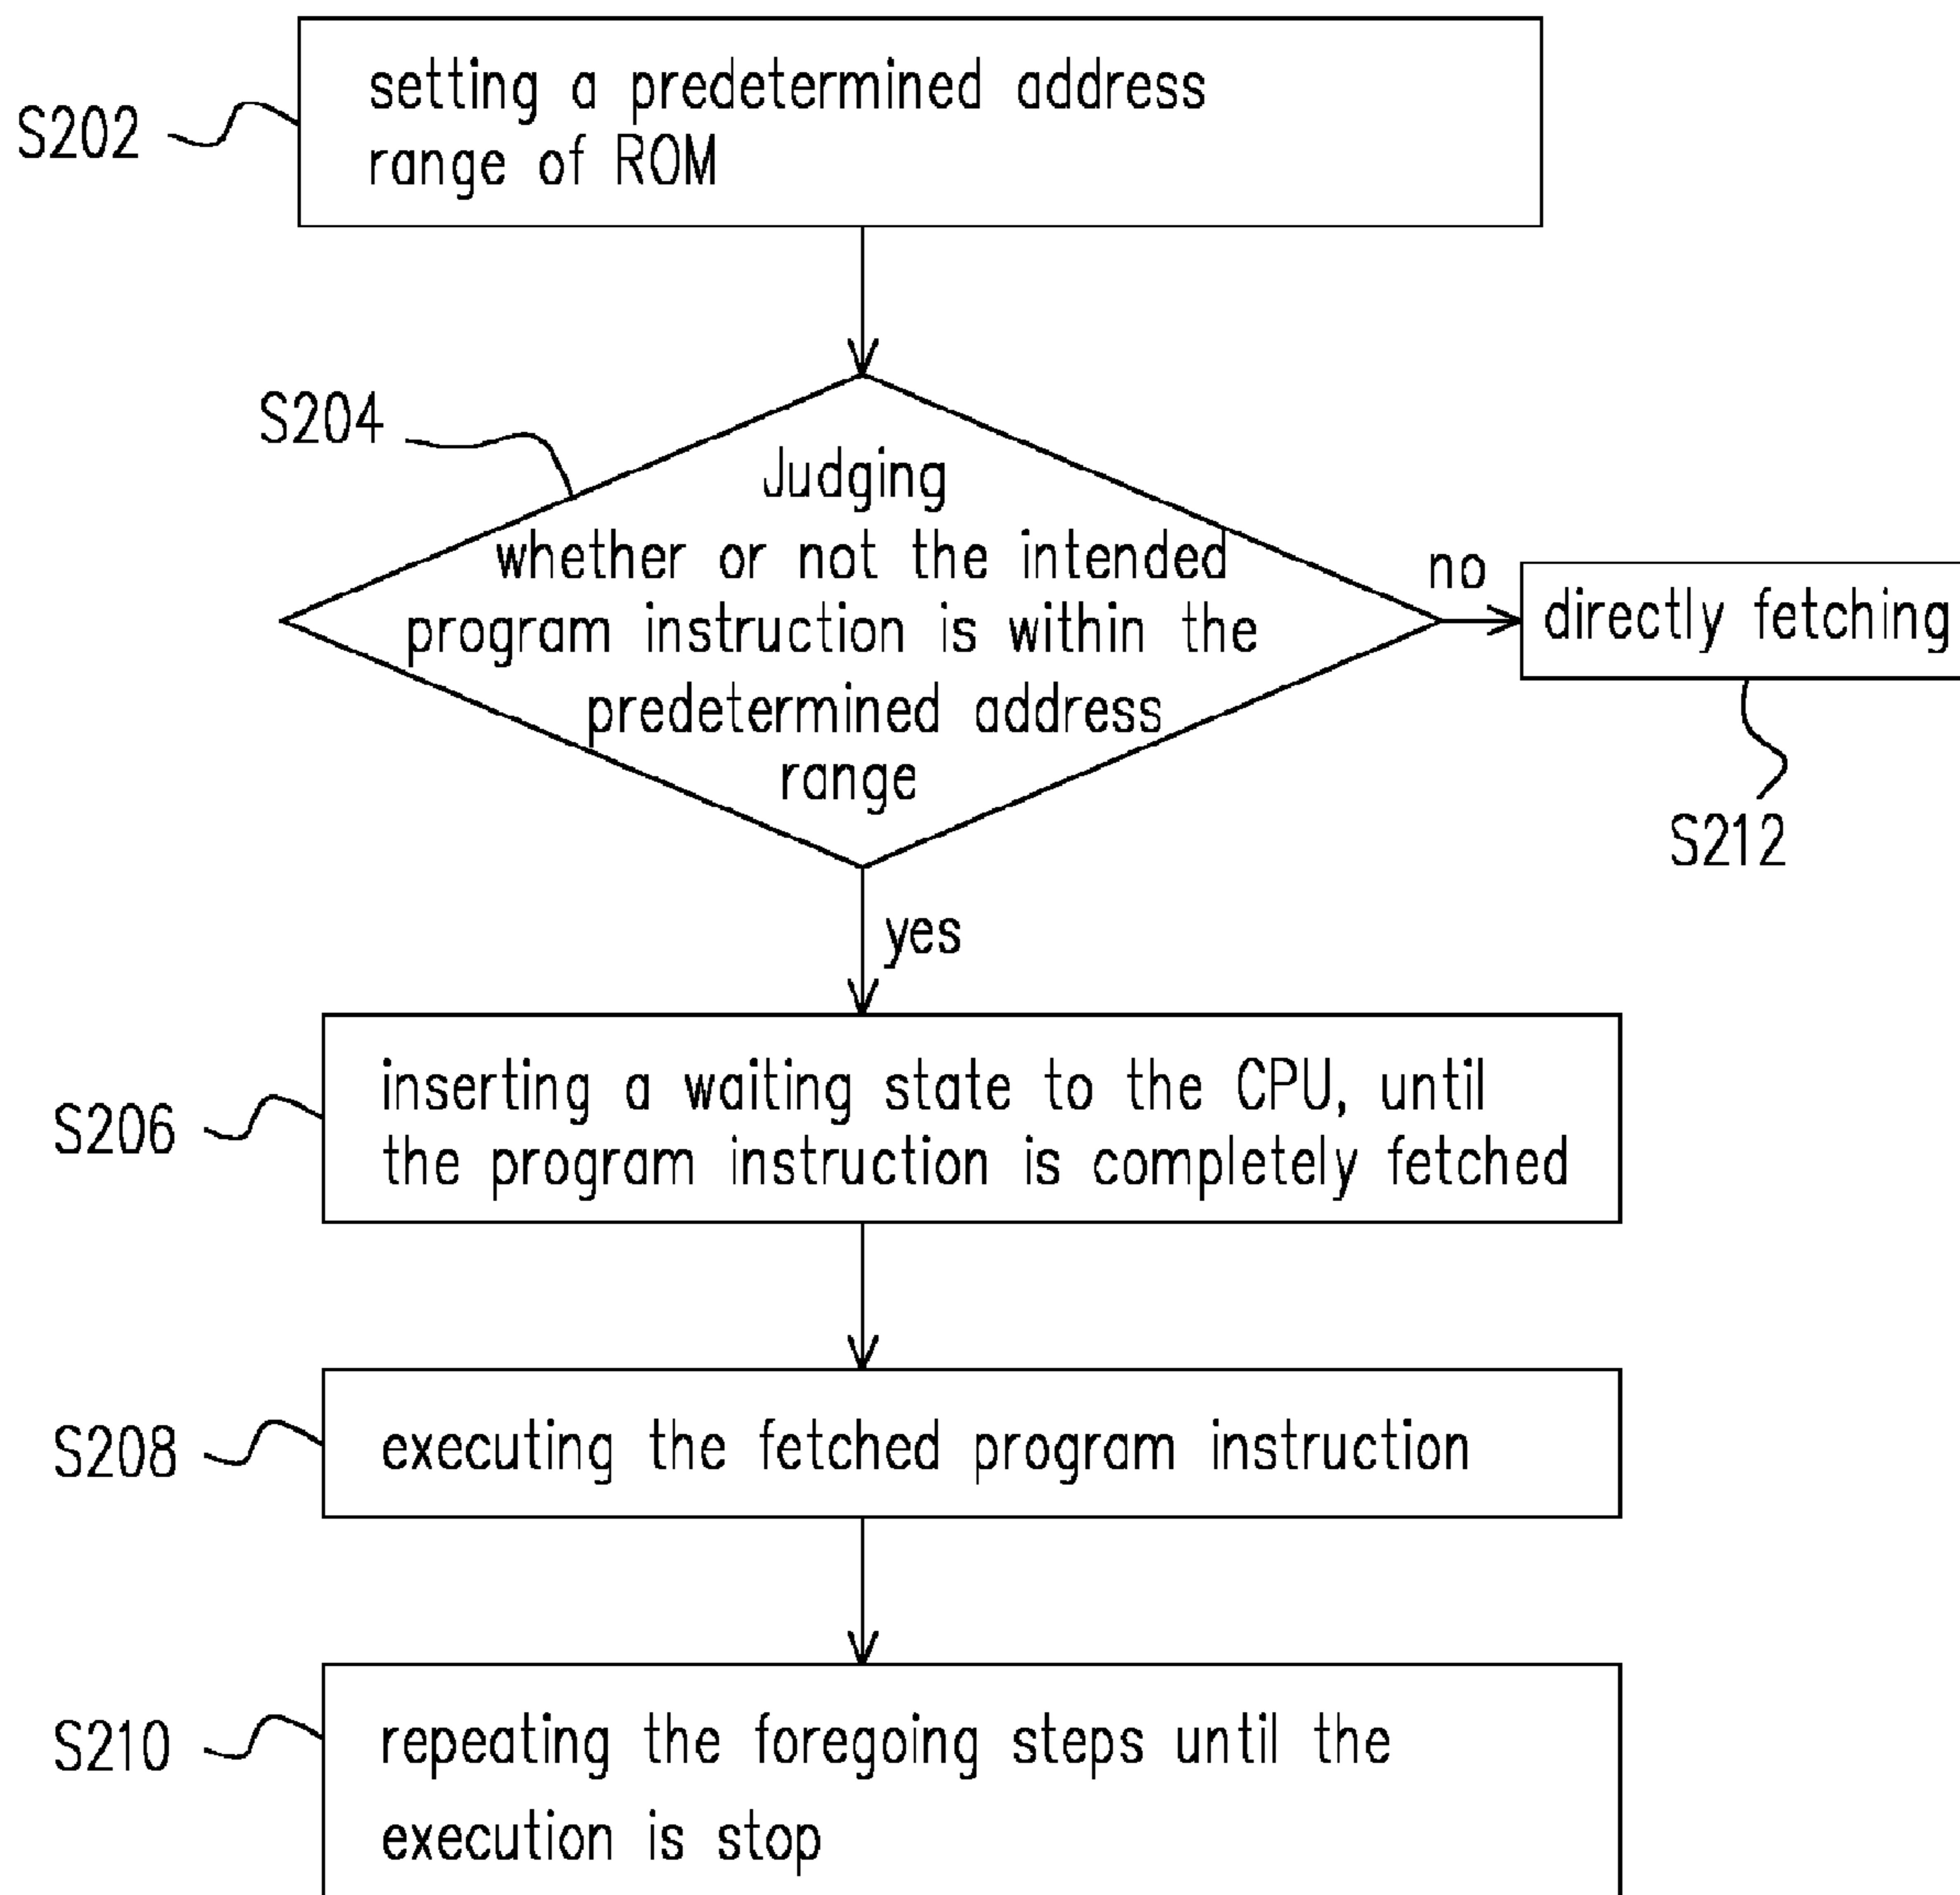 setting a predetermined address
range of ROM
S202
S204
Judging
whether or not the intended
program instruction is within the
predetermined address
range
no
directly fetching
S212
yes
inserting a waiting state to the CPU, until
the program instruction is completely fetched
S206
executing the fetched program instruction
S208
repeating the foregoing steps until the
execution is stop
S210